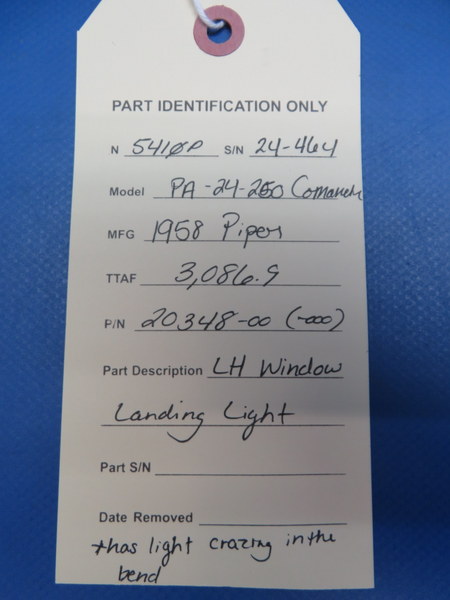 PART IDENTIFICATION ONLY
N 5410P S/N 24-464
Model PA-24-250 Comanche
MFG 1958 Piper
TTAF 3,086.9
P/N 20348-00 (-000)
Part Description LH Window
Landing Light
Part S/N
Date Removed
*has light crazing in the
bend